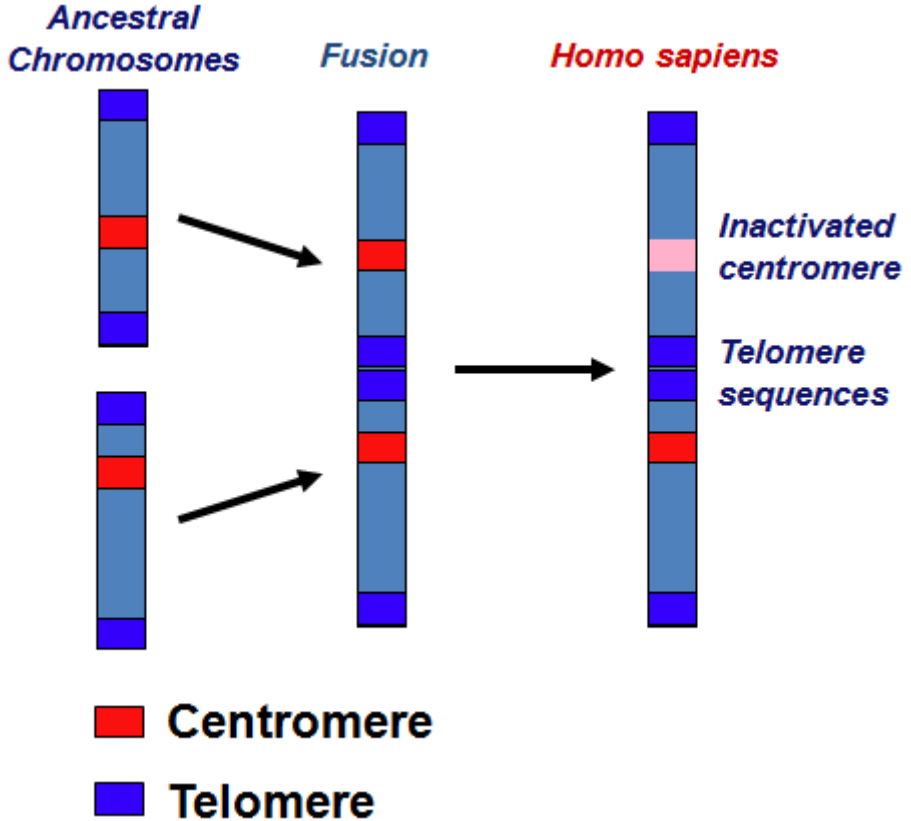 Ancestral
Chromosomes
Fusion
Homo sapiens
Inactivated
centromere
Telomere
sequences
Centromere
Telomere